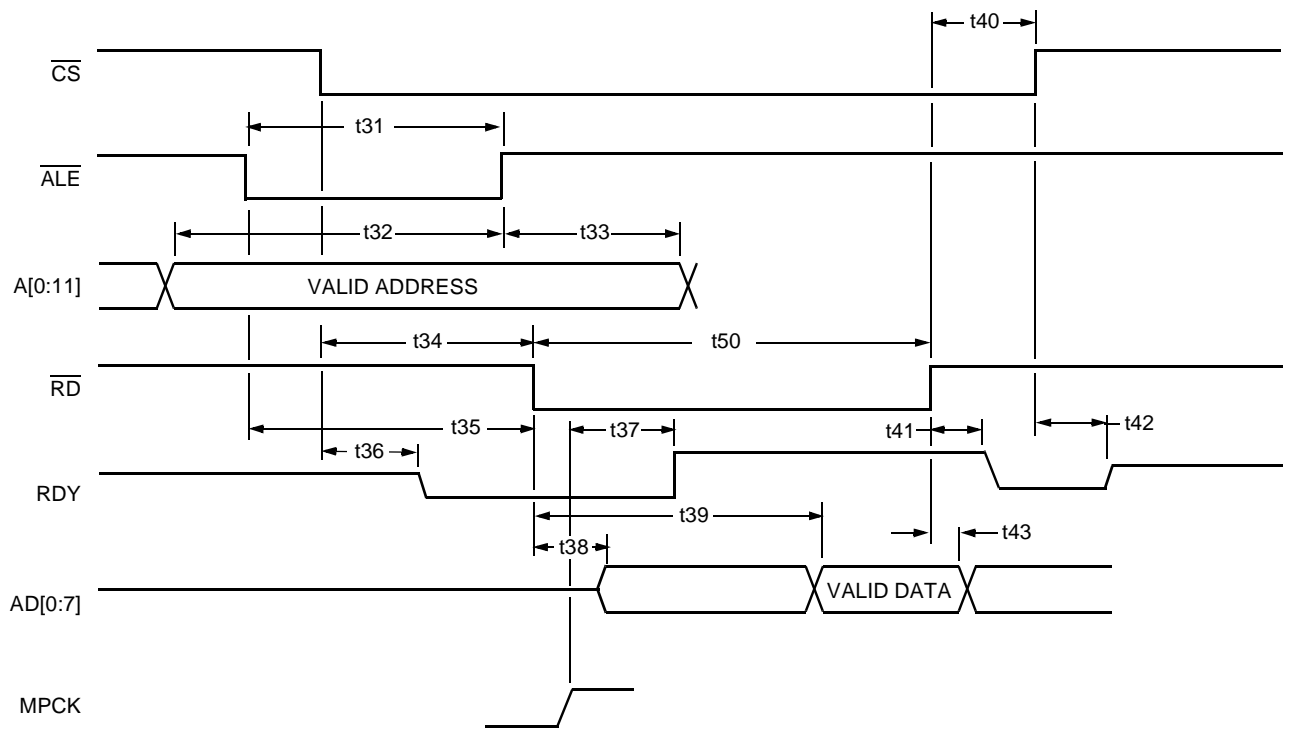 t40
CS
t31
ALE
t32
t33
A[0:11]
VALID ADDRESS
t34
t50
RD
t35
t37
t41
t42
t36
RDY
t39
t38
t43
AD[0:7]
VALID DATA
MPCK